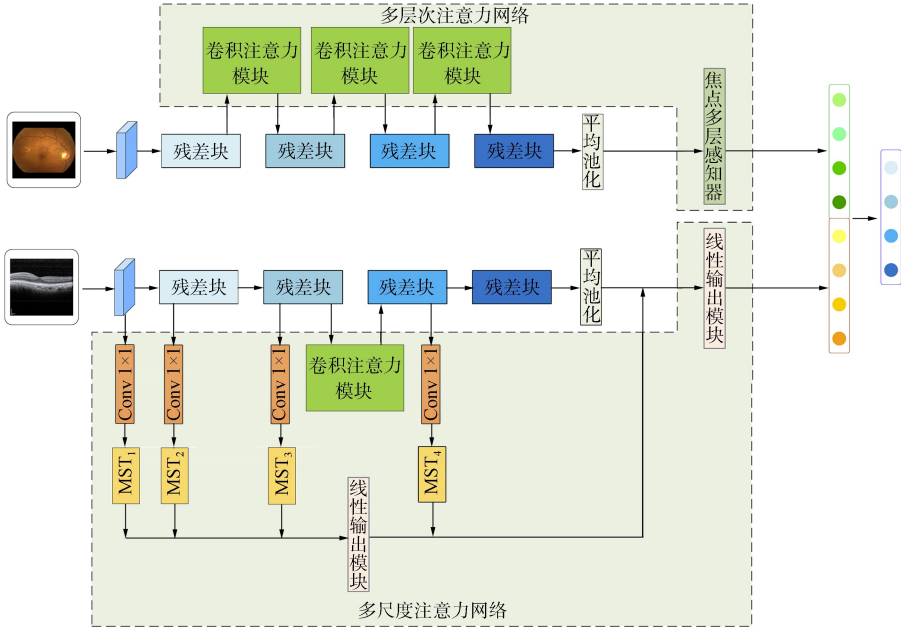 多层次注意力网络
卷积注意力
模块
卷积注意力
模块
卷积注意力
模块
残差块
残差块
残差块
残差块
平均池化
焦点多层感知器
残差块
残差块
残差块
残差块
平均池化
线性输出模块
Conv 1×1
Conv 1×1
Conv 1×1
卷积注意力
模块
Conv 1×1
MST₁
MST₂
MST₃
MST₄
线性输出模块
多尺度注意力网络